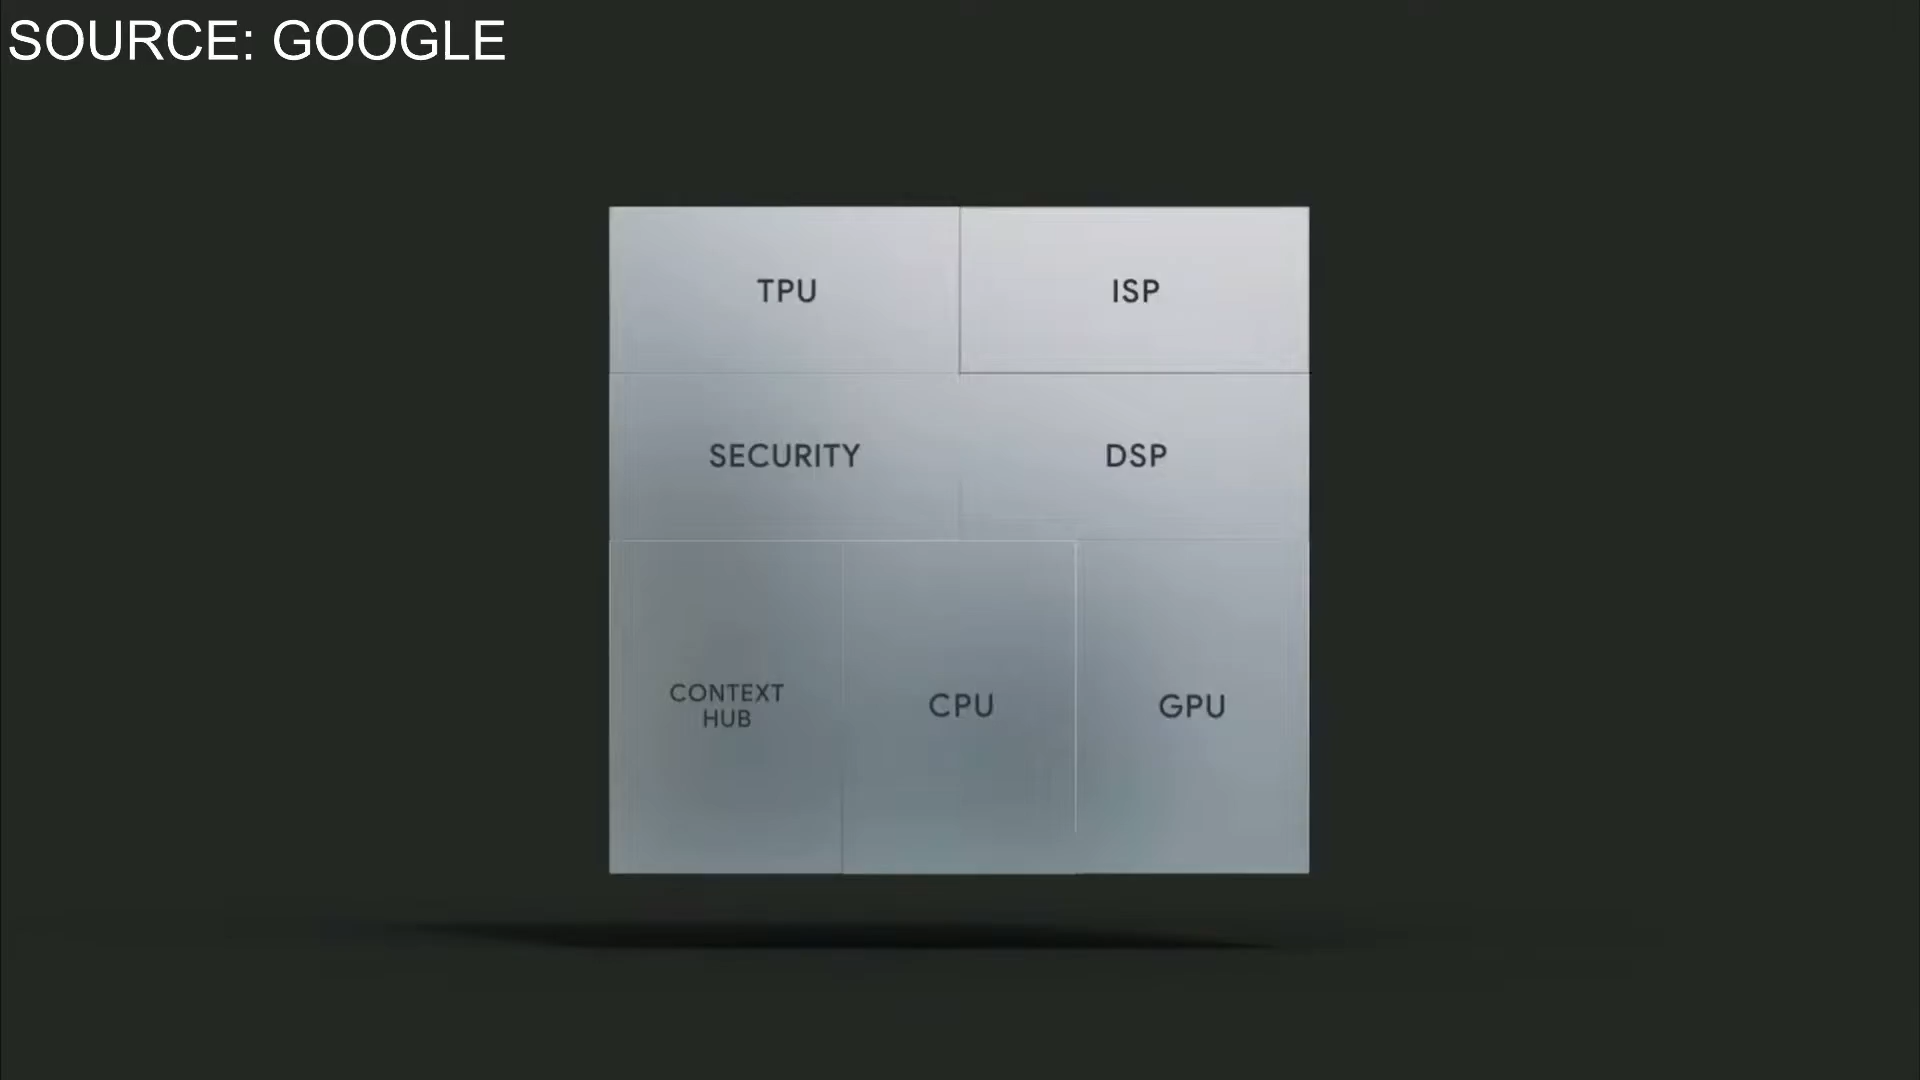 SOURCE: GOOGLE
TPU
ISP
SECURITY
DSP
CONTEXT
HUB
CPU
GPU